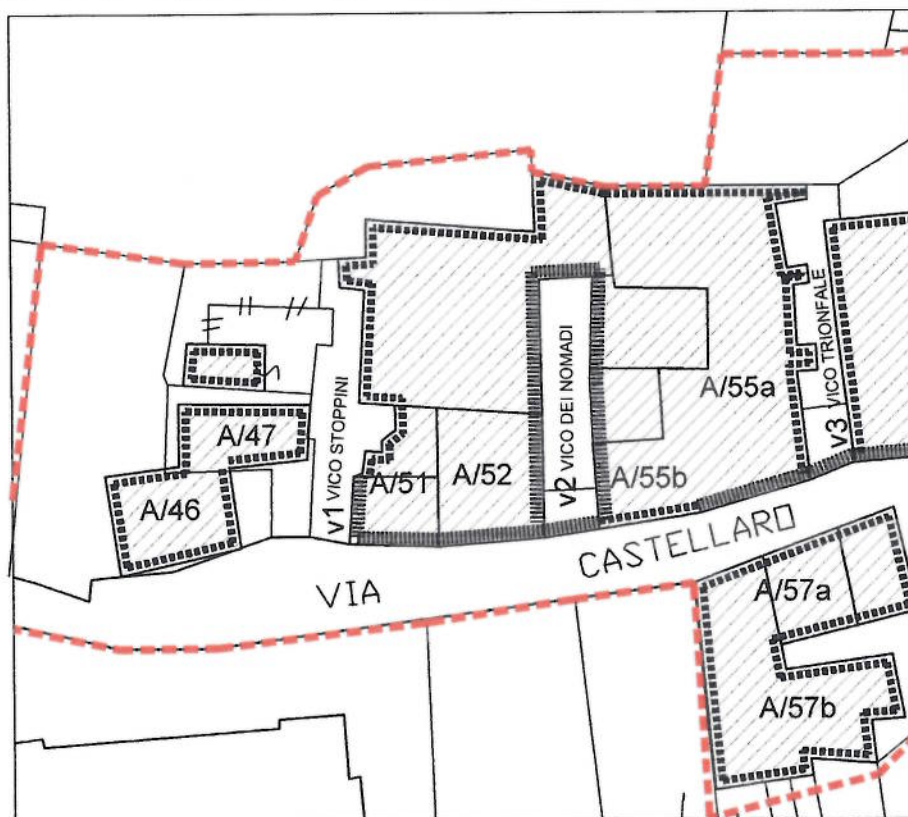 v3 VICO TRIONFALE
v2 VICO DEI NOMADI
A/55a
v1 VICO STOPPINI
A/47
A/51
A/52
A/55b
A/46
VIA CASTELLARO
A/57a
A/57b